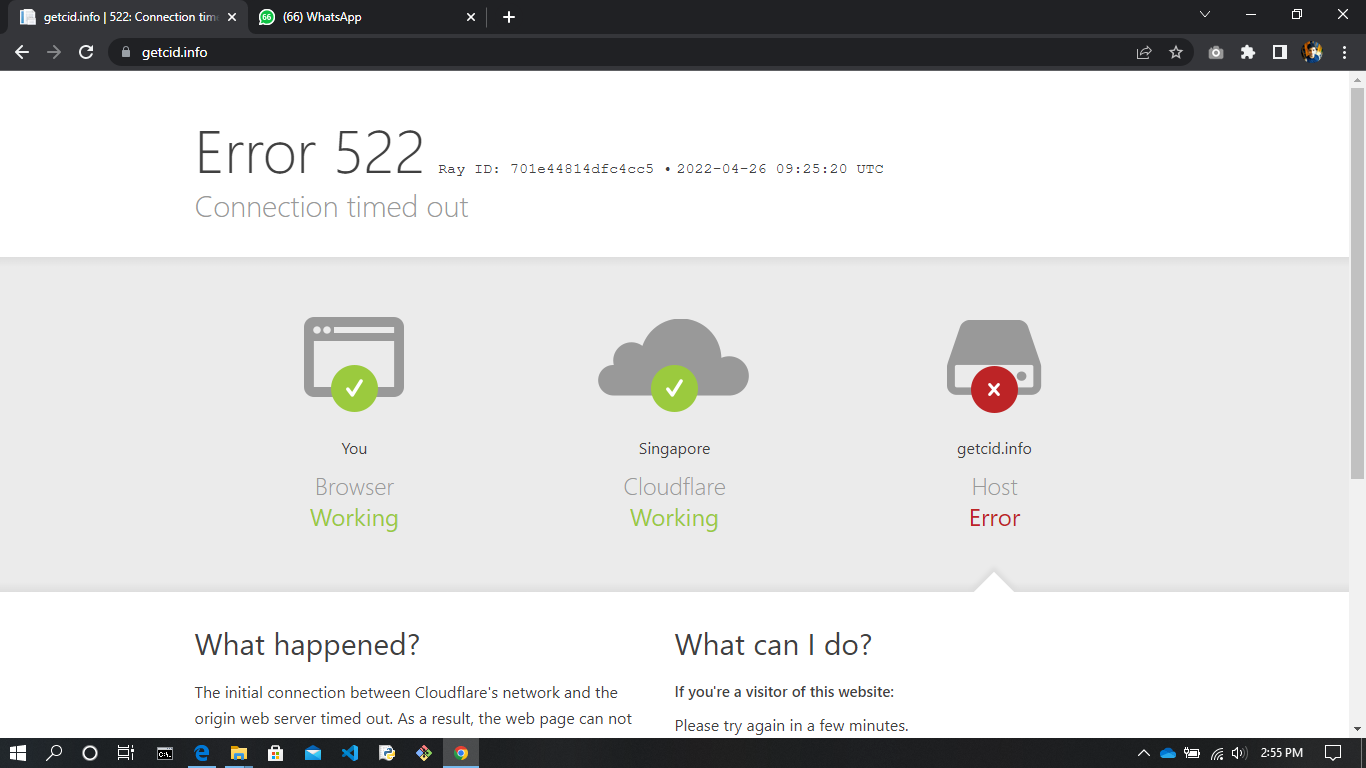 getcid.info | 522: Connection tim
(66) WhatsApp
getcid.info
Error 522 Ray ID: 701e44814dfc4cc5 • 2022-04-26 09:25:20 UTC
Connection timed out
You
Browser
Working
Singapore
Cloudflare
Working
getcid.info
Host
Error
What happened?
The initial connection between Cloudflare's network and the
origin web server timed out. As a result, the web page can not
What can I do?
If you're a visitor of this website:
Please try again in a few minutes.
2:55 PM